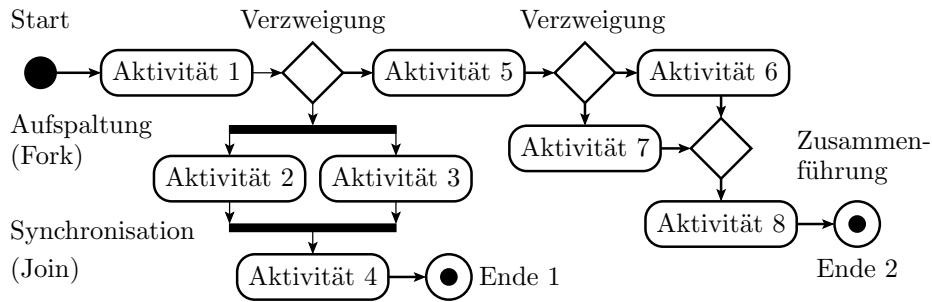 Start
Verzweigung
Verzweigung
Aktivität 1
Aktivität 5
Aktivität 6
Aufspaltung
(Fork)
Aktivität 7
Zusammen-
führung
Aktivität 2
Aktivität 3
Synchronisation
(Join)
Aktivität 8
Aktivität 4
Ende 1
Ende 2